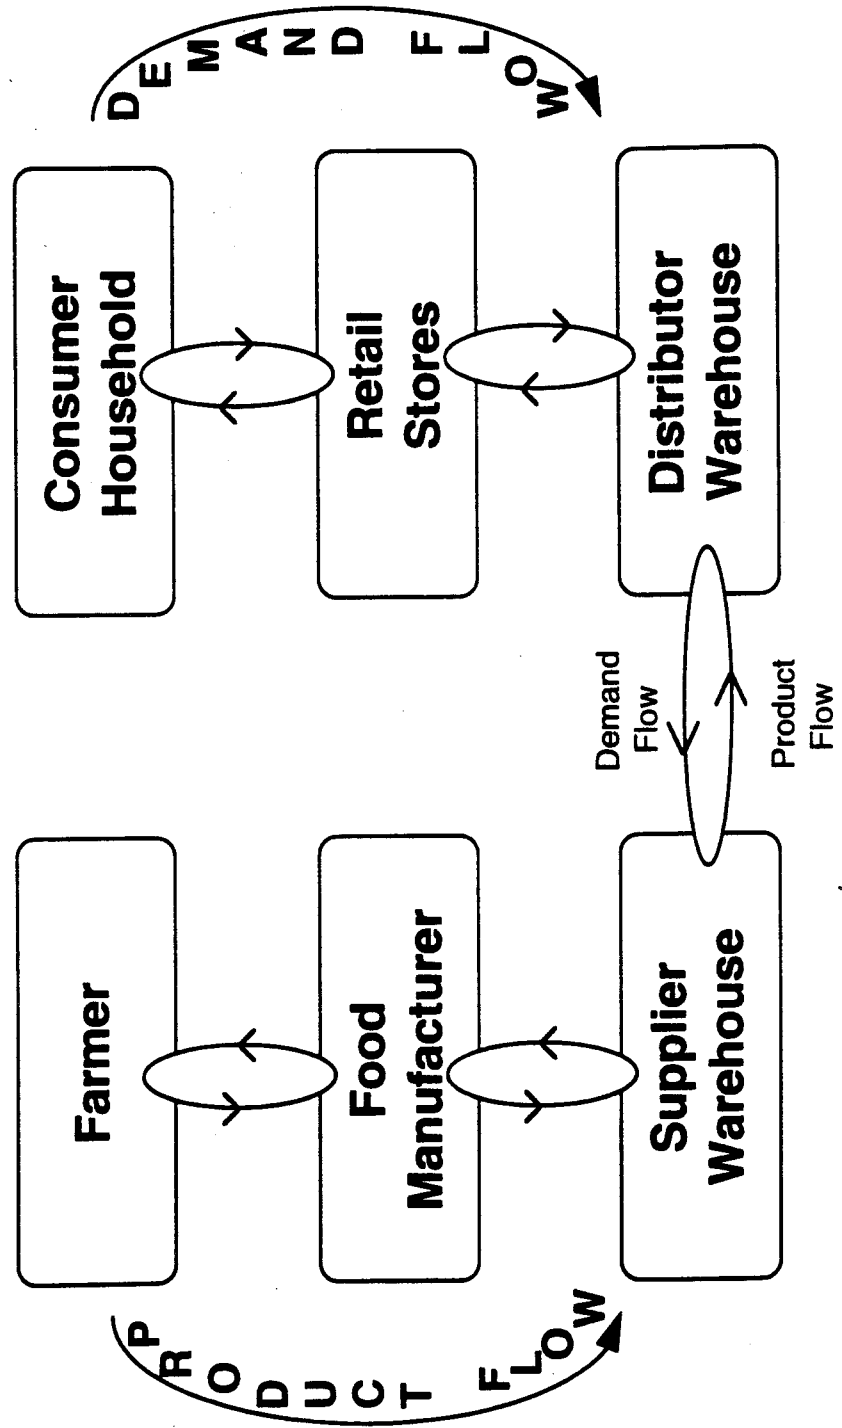 PRODUCT FLOW
Farmer
Consumer
Household
DEMAND FLOW
Food
Manufacturer
Retail
Stores
Supplier
Warehouse
Demand
Flow
Product
Flow
Distributor
Warehouse